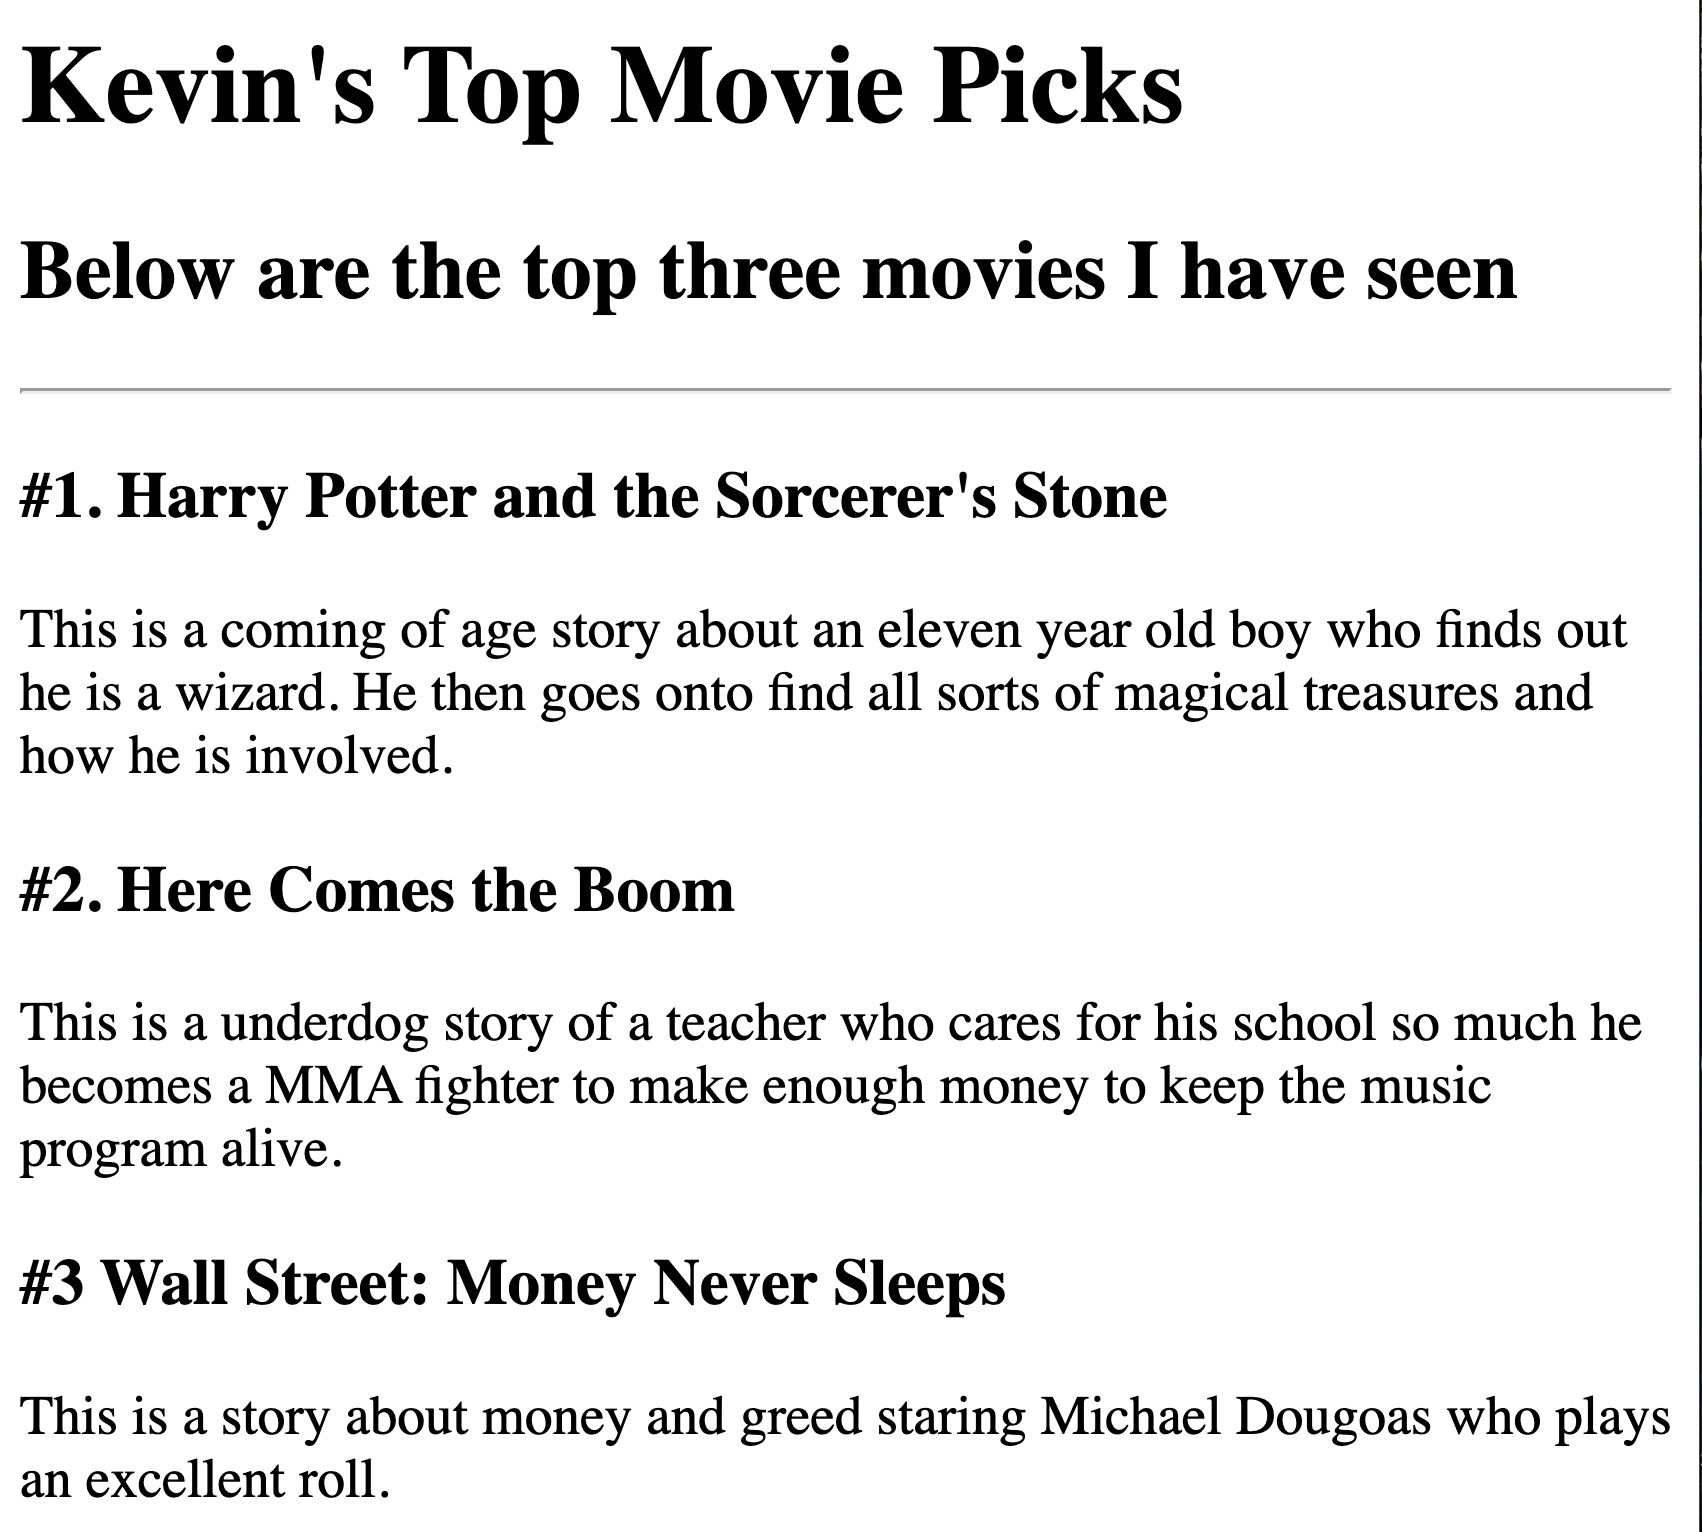 Kevin's Top Movie Picks
Below are the top three movies I have seen
#1. Harry Potter and the Sorcerer's Stone
This is a coming of age story about an eleven year old boy who finds out
he is a wizard. He then goes onto find all sorts of magical treasures and
how he is involved.
#2. Here Comes the Boom
This is a underdog story of a teacher who cares for his school so much he
becomes a MMA fighter to make enough money to keep the music
program alive.
#3 Wall Street: Money Never Sleeps
This is a story about money and greed staring Michael Dougoas who plays
an excellent roll.